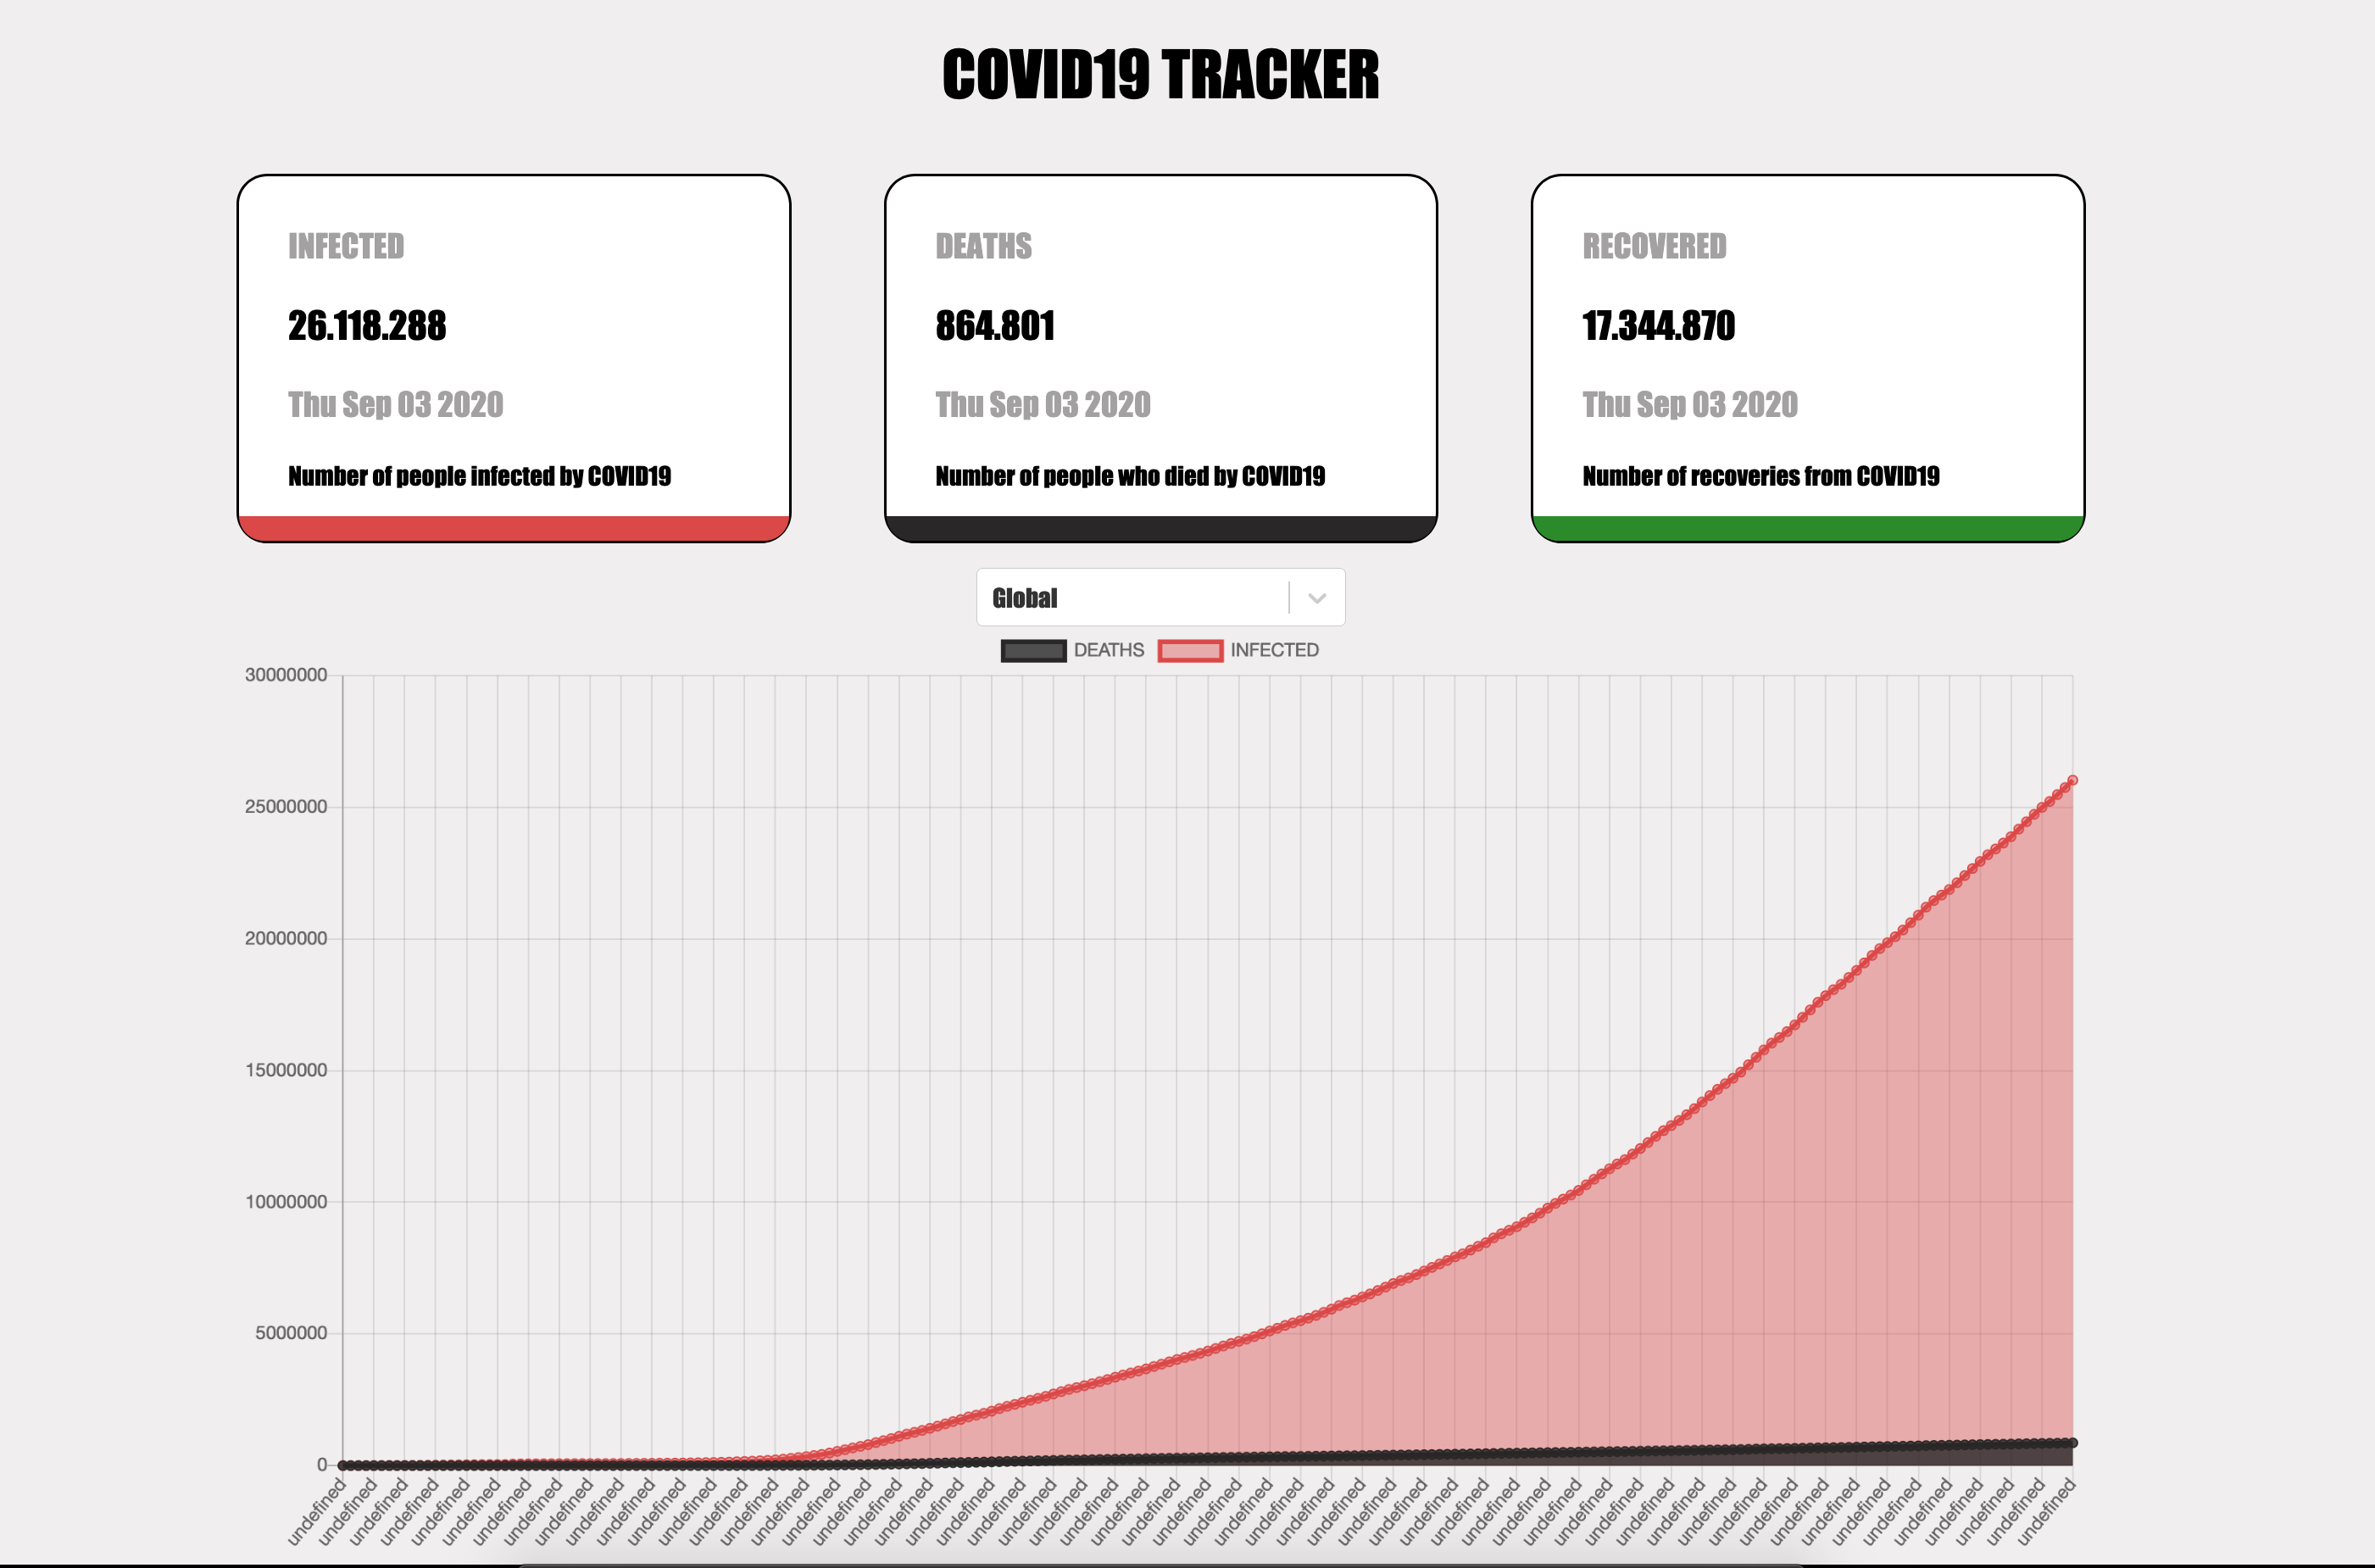 COVID19 TRACKER
INFECTED
26.118.288
Thu Sep 03 2020
Number of people infected by COVID19
DEATHS
864.801
Thu Sep 03 2020
Number of people who died by COVID19
RECOVERED
17.344.870
Thu Sep 03 2020
Number of recoveries from COVID19
Global
DEATHS INFECTED
30000000
25000000
20000000
15000000
10000000
5000000
0
undefined undefined undefined undefined undefined undefined undefined undefined undefined undefined undefined undefined undefined undefined undefined undefined undefined undefined undefined undefined undefined undefined undefined undefined undefined undefined undefined undefined undefined undefined undefined undefined undefined undefined undefined undefined undefined undefined undefined undefined undefined undefined undefined undefined undefined undefined undefined undefined undefined undefined undefined undefined undefined undefined undefined undefined undefined